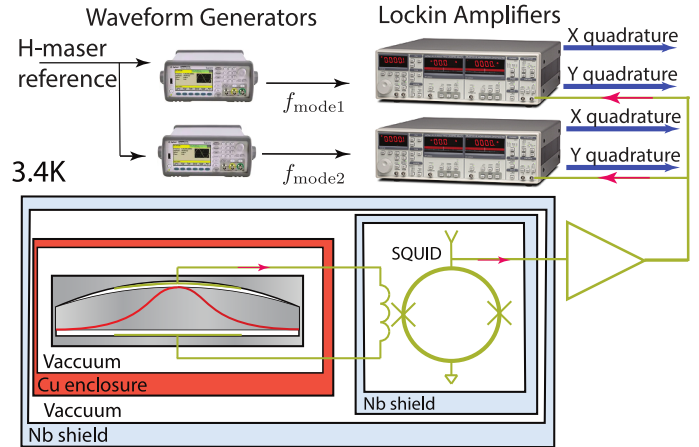 Waveform Generators
Lockin Amplifiers
H-maser
reference
f_mode1
f_mode2
X quadrature
Y quadrature
X quadrature
Y quadrature
3.4K
SQUID
Vaccuum
Cu enclosure
Vaccuum
Nb shield
Nb shield